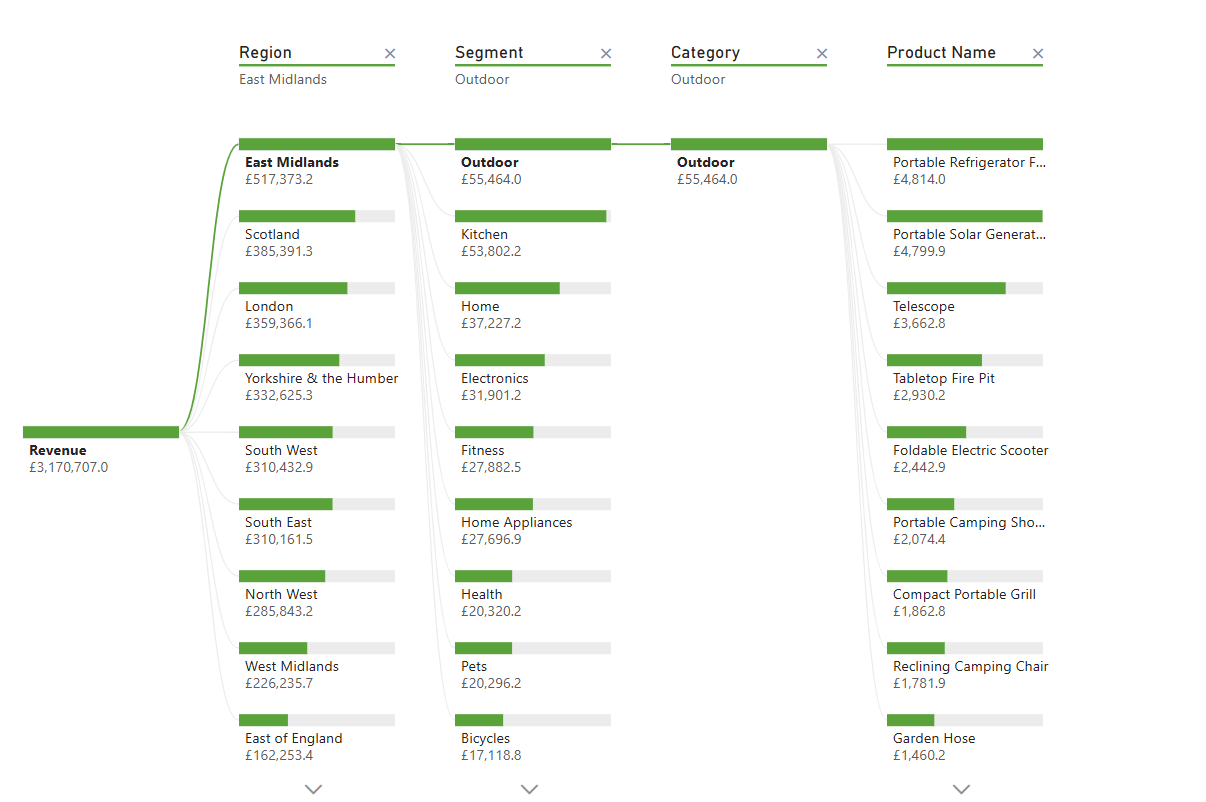 Region
Segment
Category
Product Name
East Midlands
Outdoor
Outdoor
East Midlands
£517,373.2
Scotland
£385,391.3
London
£359,366.1
Yorkshire & the Humber
£332,625.3
Revenue
£3,170,707.0
South West
£310,432.9
South East
£310,161.5
North West
£285,843.2
West Midlands
£226,235.7
East of England
£162,253.4
Outdoor
£55,464.0
Kitchen
£53,802.2
Home
£37,227.2
Electronics
£31,901.2
Fitness
£27,882.5
Home Appliances
£27,696.9
Health
£20,320.2
Pets
£20,296.2
Bicycles
£17,118.8
Outdoor
£55,464.0
Portable Refrigerator F...
£4,814.0
Portable Solar Generat...
£4,799.9
Telescope
£3,662.8
Tabletop Fire Pit
£2,930.2
Foldable Electric Scooter
£2,442.9
Portable Camping Sho...
£2,074.4
Compact Portable Grill
£1,862.8
Reclining Camping Chair
£1,781.9
Garden Hose
£1,460.2